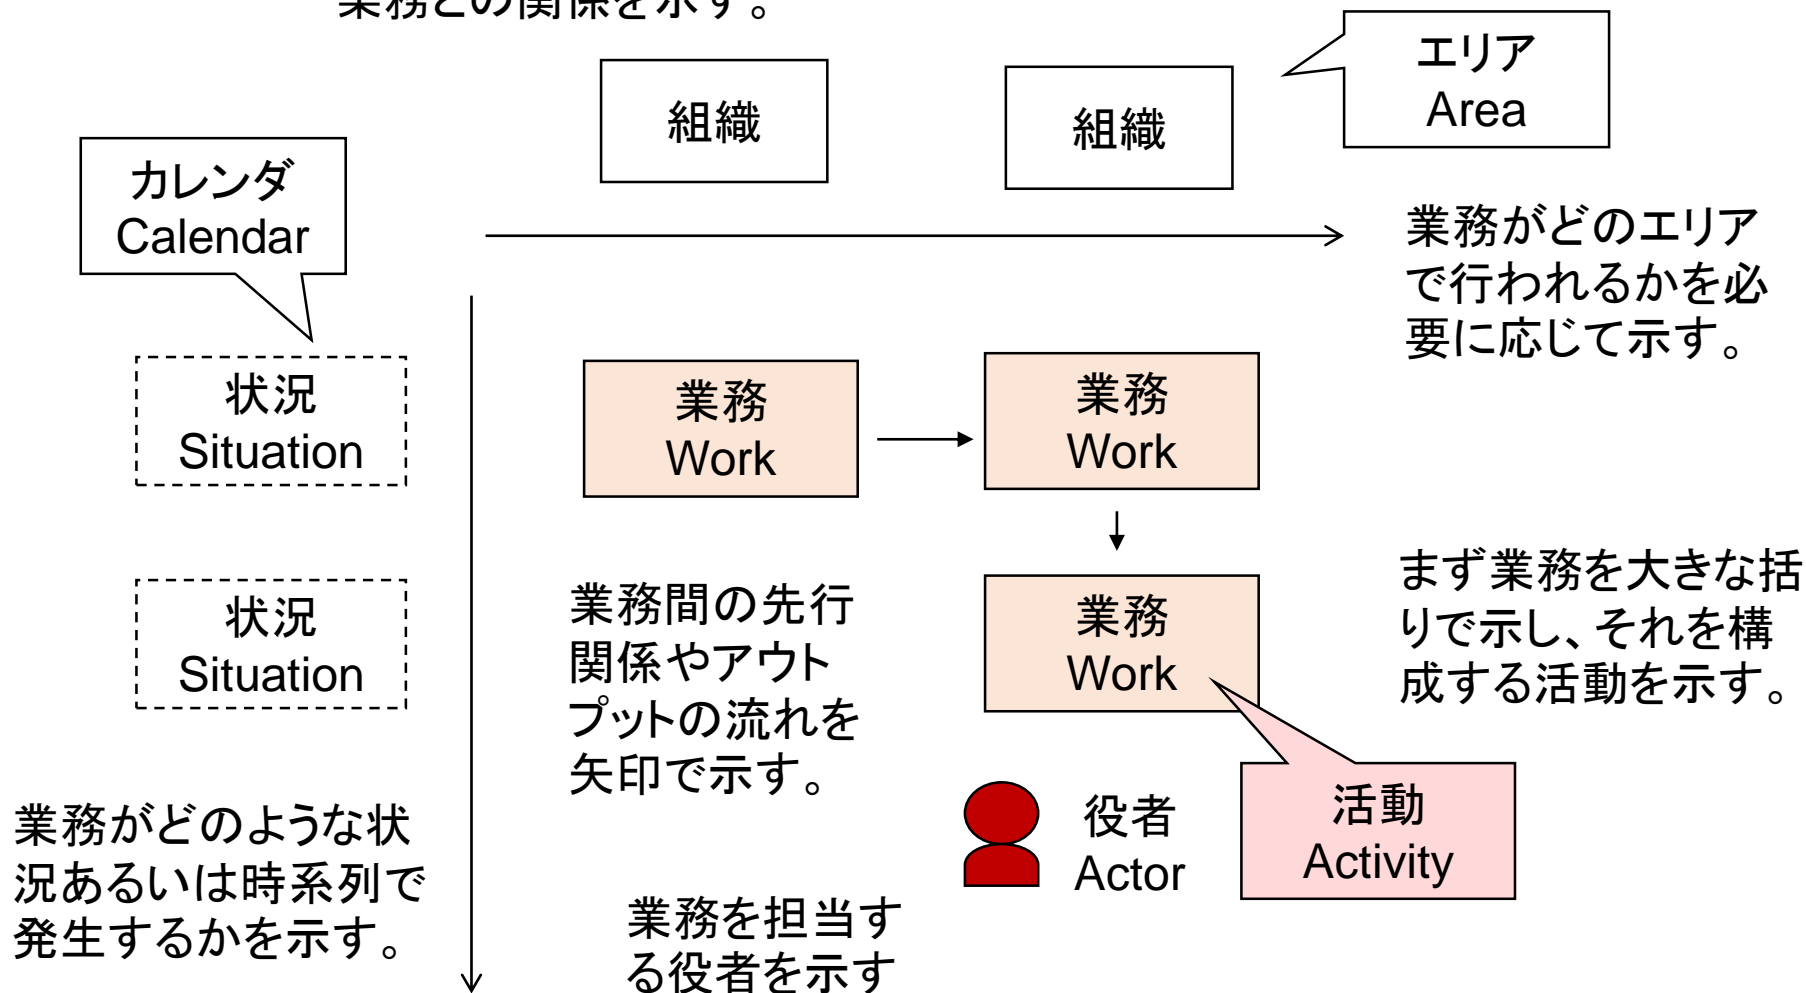 業務との関係を示す。
エリア
Area
組織
組織
カレンダ
Calendar
業務がどのエリア
で行われるかを必
要に応じて示す。
状況
Situation
業務
Work
業務
Work
状況
Situation
業務間の先行
関係やアウト
プットの流れを
矢印で示す。
業務
Work
まず業務を大きな括
りで示し、それを構
成する活動を示す。
役者
Actor
活動
Activity
業務がどのような状
況あるいは時系列で
発生するかを示す。
業務を担当す
る役者を示す